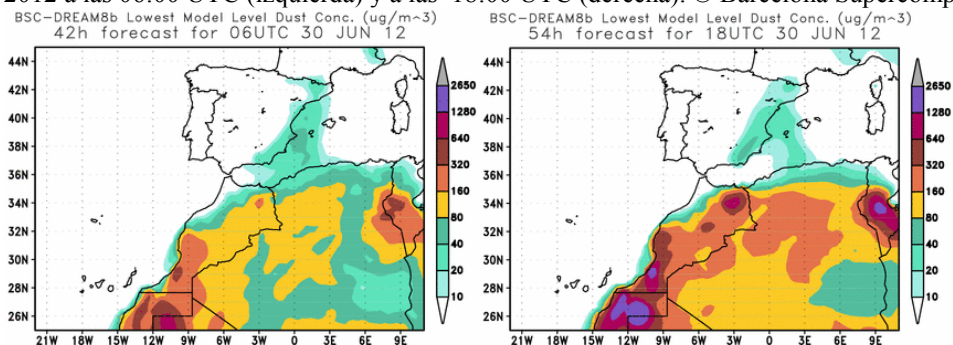 2012 a las 06:00 UTC (izquierda) y a las 18:00 UTC (derecha). © Barcelona Supercomp
BSC-DREAM8b Lowest Model Level Dust Conc. (ug/m^3)
42h forecast for 06UTC 30 JUN 12
44N
42N
40N
38N
36N
34N
32N
30N
28N
26N
21W 18W 15W 12W 9W 6W 3W 0 3E 6E 9E
2650
1280
640
320
160
80
40
20
10
BSC-DREAM8b Lowest Model Level Dust Conc. (ug/m^3)
54h forecast for 18UTC 30 JUN 12
44N
42N
40N
38N
36N
34N
32N
30N
28N
26N
21W 18W 15W 12W 9W 6W 3W 0 3E 6E 9E
2650
1280
640
320
160
80
40
20
10